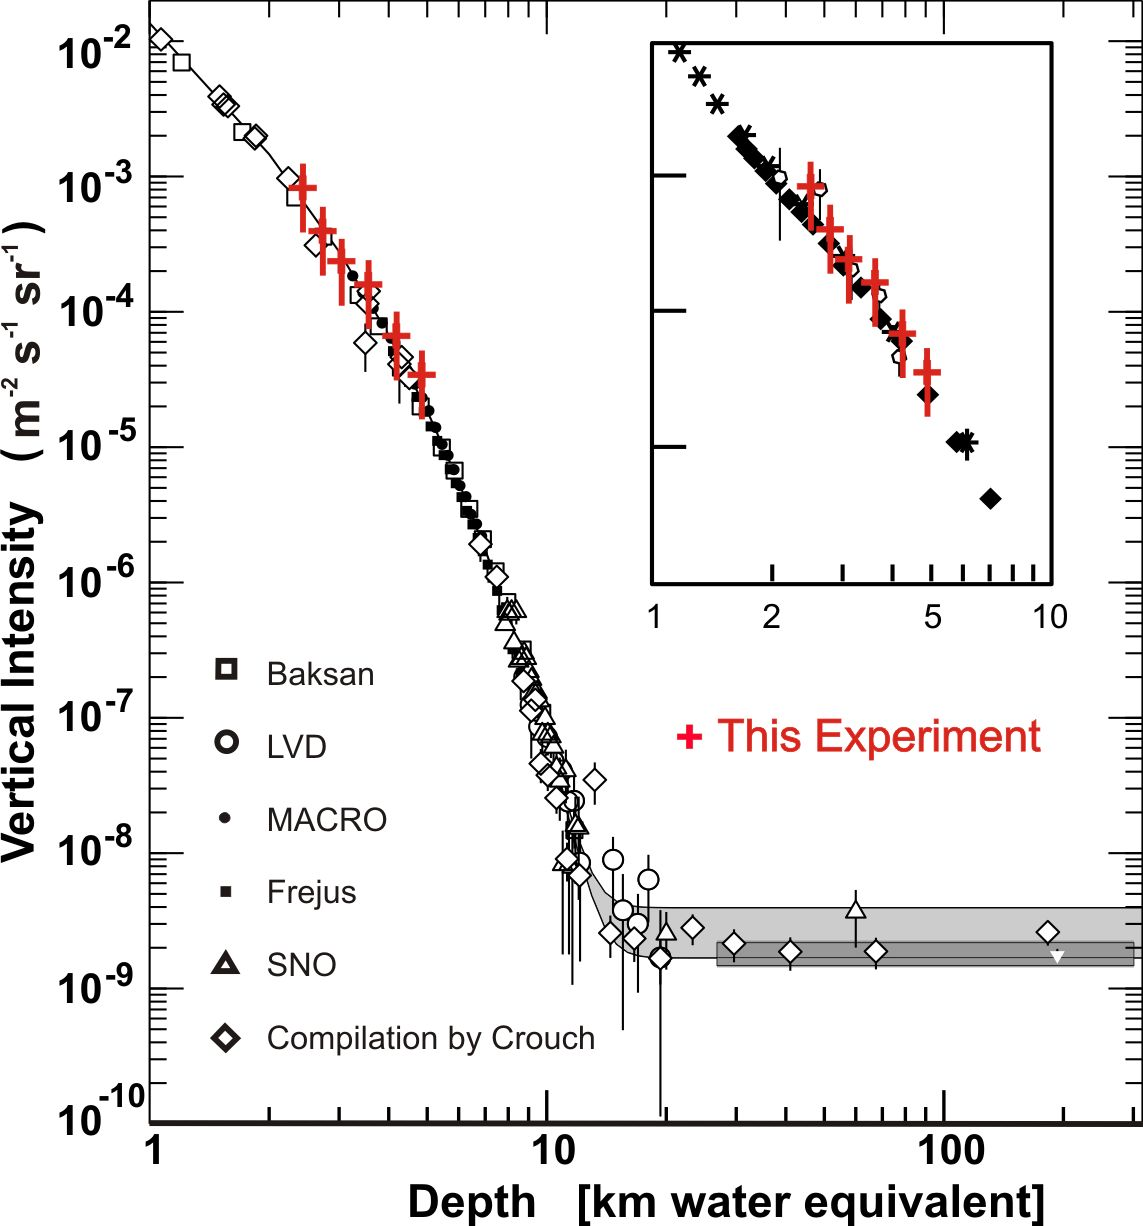 10-2
10-3
10-4
10-5
10-6
10-7
10-8
10-9
10-10
Vertical Intensity (m-2 s-1 sr-1)
1 2 5 10
This Experiment
Baksan
LVD
MACRO
Frejus
SNO
Compilation by Crouch
1 10 100
Depth [km water equivalent]